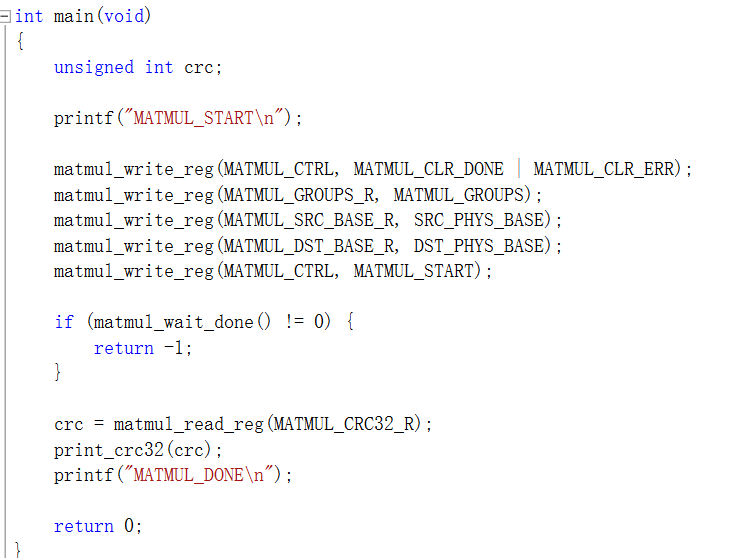 int main(void)
{
    unsigned int crc;

    printf("MATMUL_START\n");

    matmul_write_reg(MATMUL_CTRL, MATMUL_CLR_DONE | MATMUL_CLR_ERR);
    matmul_write_reg(MATMUL_GROUPS_R, MATMUL_GROUPS);
    matmul_write_reg(MATMUL_SRC_BASE_R, SRC_PHYS_BASE);
    matmul_write_reg(MATMUL_DST_BASE_R, DST_PHYS_BASE);
    matmul_write_reg(MATMUL_CTRL, MATMUL_START);

    if (matmul_wait_done() != 0) {
        return -1;
    }

    crc = matmul_read_reg(MATMUL_CRC32_R);
    print_crc32(crc);
    printf("MATMUL_DONE\n");

    return 0;
}